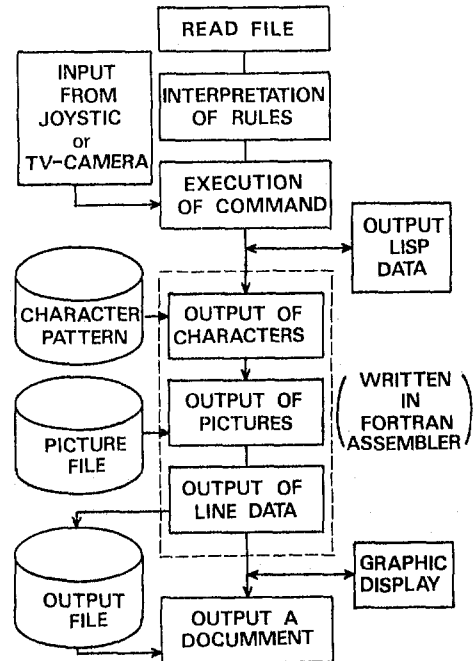 READ FILE
INPUT
FROM
JOYSTIC
or
TV-CAMERA
INTERPRETATION
OF RULES
EXECUTION
OF COMMAND
OUTPUT
LISP
DATA
CHARACTER
PATTERN
OUTPUT OF
CHARACTERS
PICTURE
FILE
OUTPUT OF
PICTURES
(WRITTEN
IN
FORTRAN
ASSEMBLER)
OUTPUT OF
LINE DATA
GRAPHIC
DISPLAY
OUTPUT
FILE
OUTPUT A
DOCUMMENT